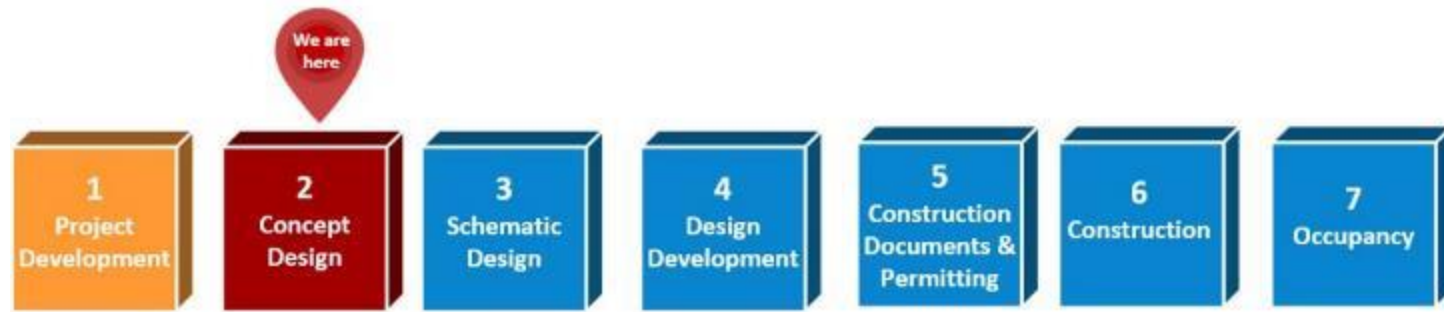 We are
here
1
Project
Development
2
Concept
Design
3
Schematic
Design
4
Design
Development
5
Construction
Documents &
Permitting
6
Construction
7
Occupancy